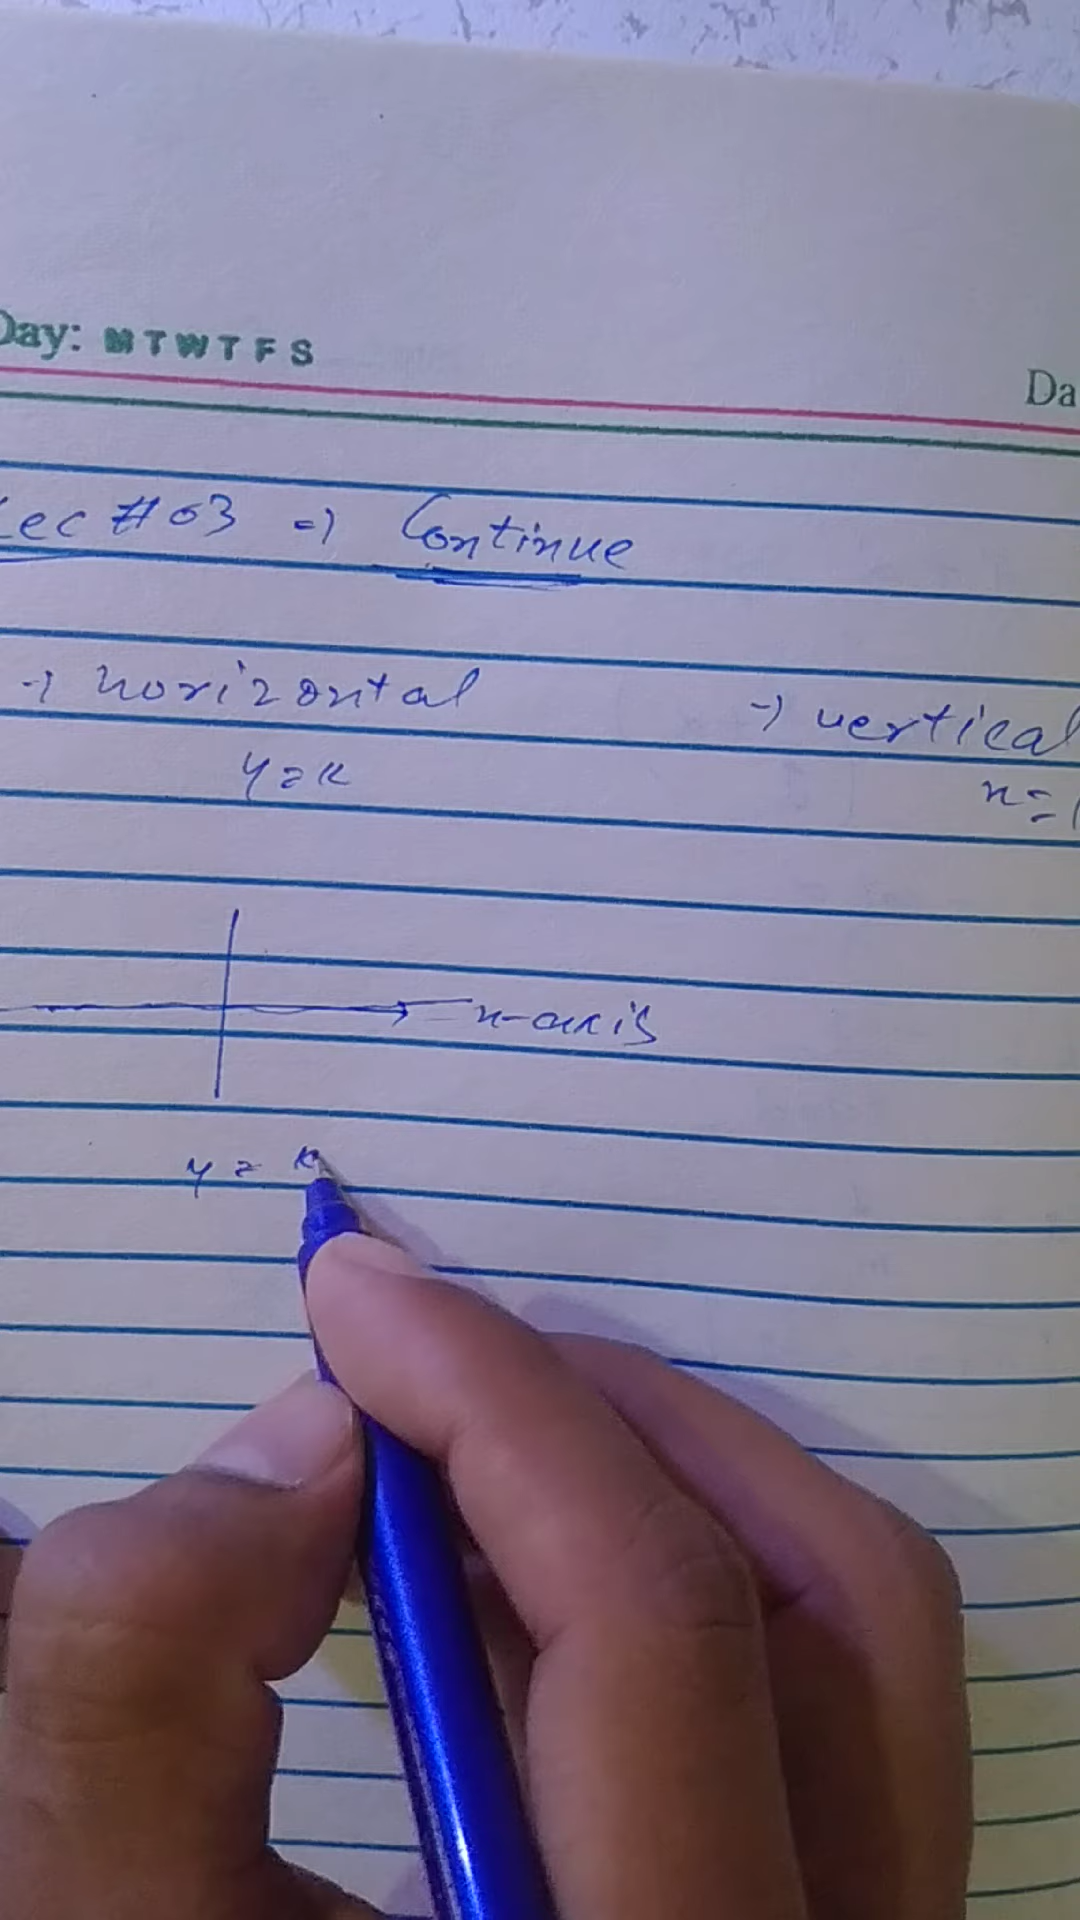 Day: M T W T F S
Da
Lec # 03 => Continue
→ horizontal → vertical
y = k x =
x-axis
y = k